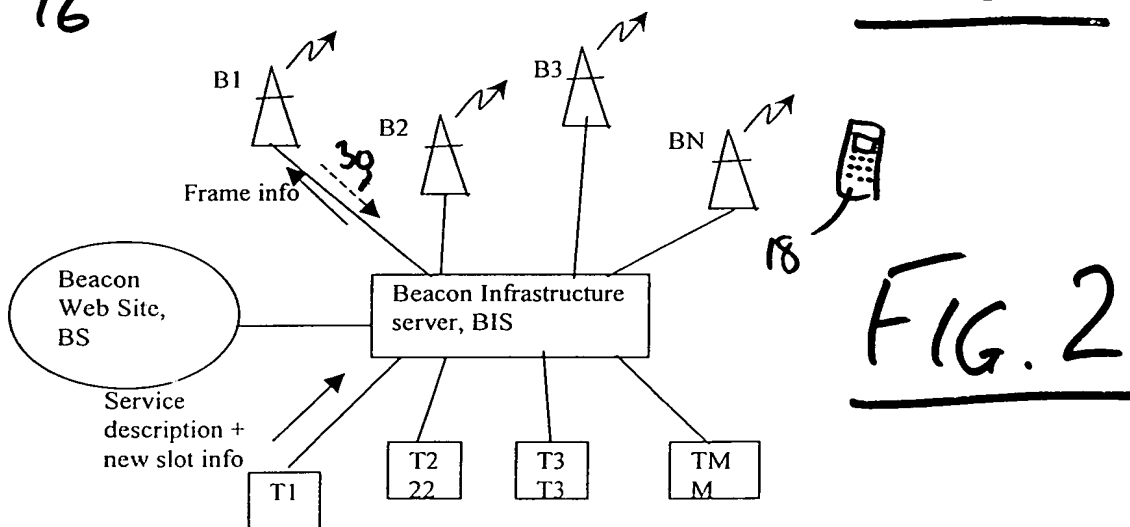 16
B1
B2
B3
BN
30
Frame info
18
Beacon
Web Site,
BS
Beacon Infrastructure
server, BIS
FIG. 2
Service
description +
new slot info
T1
T2
22
T3
T3
TM
M